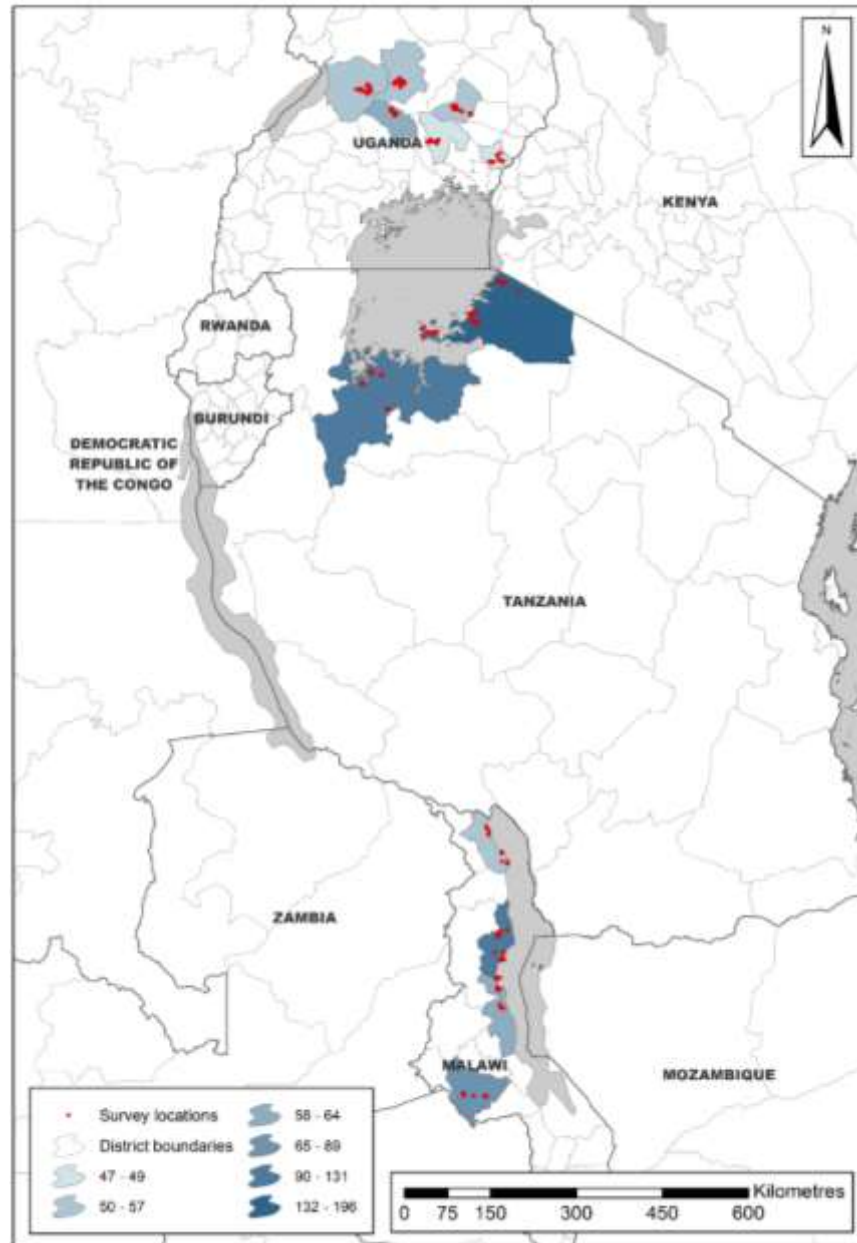 N
UGANDA
KENYA
RWANDA
BURUNDI
DEMOCRATIC
REPUBLIC OF
THE CONGO
TANZANIA
ZAMBIA
MALAWI
MOZAMBIQUE
Survey locations
District boundaries
47 - 49
50 - 57
58 - 64
65 - 89
90 - 131
132 - 196
Kilometres
0 75 150 300 450 600